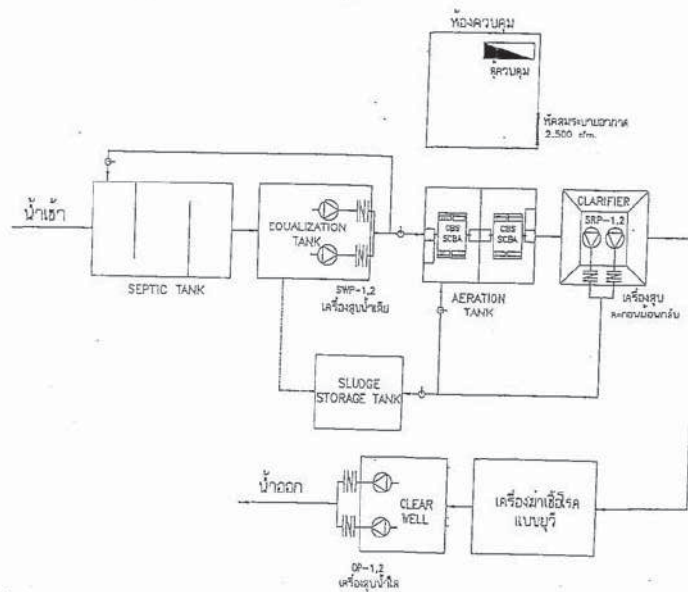 ห้องควบคุม
ตู้ควบคุม
พัดลมระบายอากาศ
2,500 cfm.
น้ำเข้า
SEPTIC TANK
EQUALIZATION
TANK
SWP-1,2
เครื่องสูบน้ำเสีย
CBS
SCBA
CBS
SCBA
AERATION
TANK
CLARIFIER
SRP-1,2
เครื่องสูบ
ตะกอนย้อนกลับ
SLUDGE
STORAGE TANK
น้ำออก
CLEAR
WELL
เครื่องฆ่าเชื้อโรค
แบบยูวี
เครื่องสูบน้ำใส